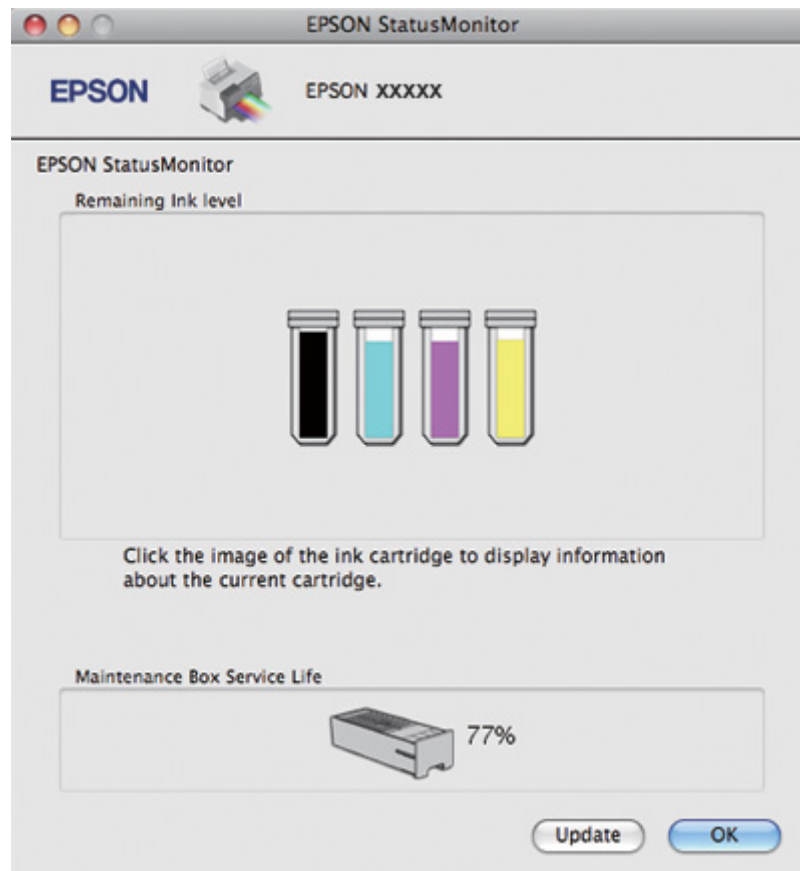 EPSON StatusMonitor
EPSON
EPSON XXXXX
EPSON StatusMonitor
Remaining Ink level
Click the image of the ink cartridge to display information
about the current cartridge.
Maintenance Box Service Life
77%
Update
OK